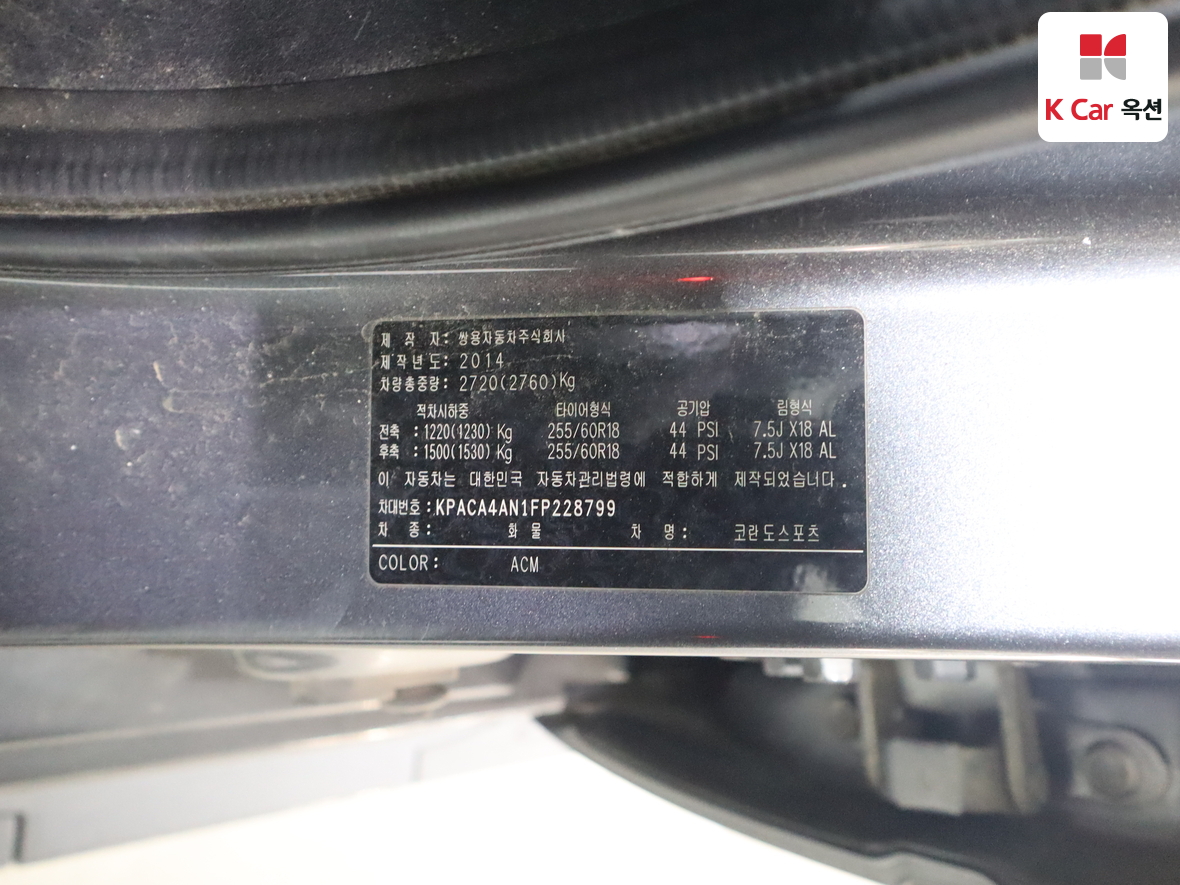 K Car 옥션
제 작 자: 쌍용자동차주식회사
제작년도: 2014
차량총중량: 2720(2760)Kg
적차시하중 타이어형식 공기압 림형식
전축 : 1220(1230) Kg 255/60R18 44 PSI 7.5J X18 AL
후축 : 1500(1530) Kg 255/60R18 44 PSI 7.5J X18 AL
이 자동차는 대한민국 자동차관리법령에 적합하게 제작되었습니다.
차대번호: KPACA4AN1FP228799
차 종: 화 물 차 명: 코란도스포츠
COLOR: ACM